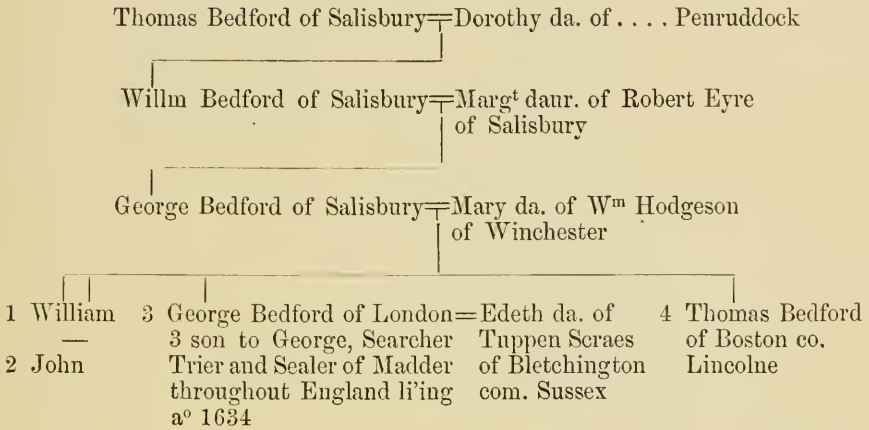 Thomas Bedford of Salisbury=Dorothy da. of . . . . Penruddock
Willm Bedford of Salisbury=Margᵗ daur. of Robert Eyre
of Salisbury
George Bedford of Salisbury=Mary da. of Wᵐ Hodgeson
of Winchester
1 William
—
2 John
3 George Bedford of London=Edeth da. of
3 son to George, Searcher
Trier and Sealer of Madder
throughout England li'ing
aᵒ 1634
Tuppen Scraes
of Bletchington
com. Sussex
4 Thomas Bedford
of Boston co.
Lincolne